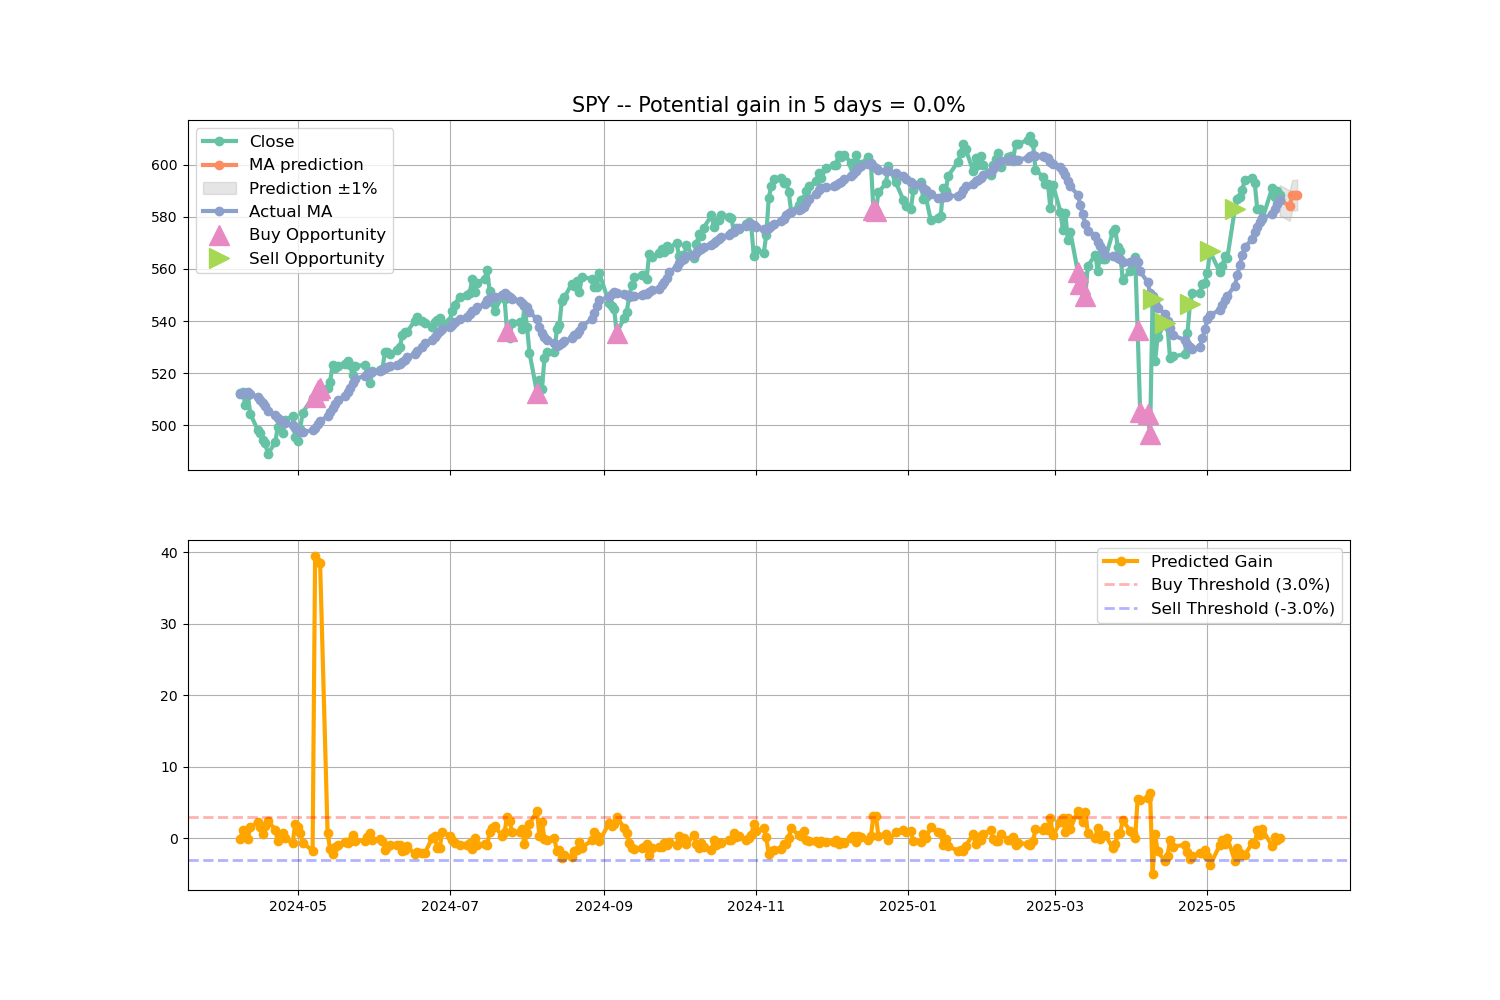 SPY -- Potential gain in 5 days = 0.0%
Close
MA prediction
Prediction ±1%
Actual MA
Buy Opportunity
Sell Opportunity
600
580
560
540
520
500
Predicted Gain
Buy Threshold (3.0%)
Sell Threshold (-3.0%)
40
30
20
10
0
2024-05 2024-07 2024-09 2024-11 2025-01 2025-03 2025-05